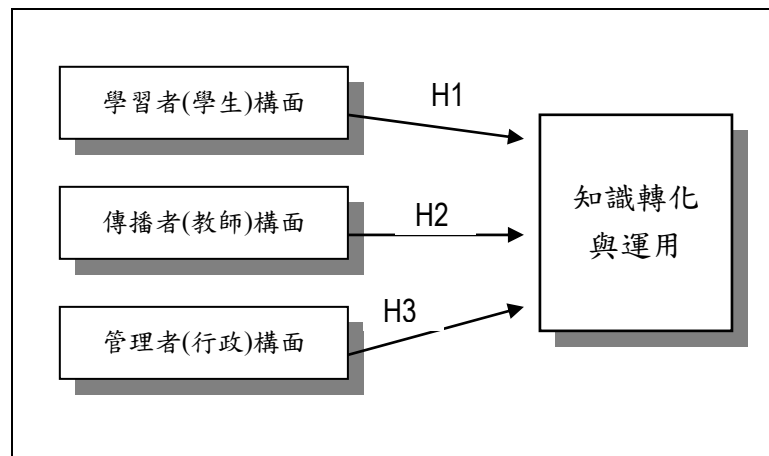 學習者(學生)構面
H1
傳播者(教師)構面
H2
管理者(行政)構面
H3
知識轉化
與運用